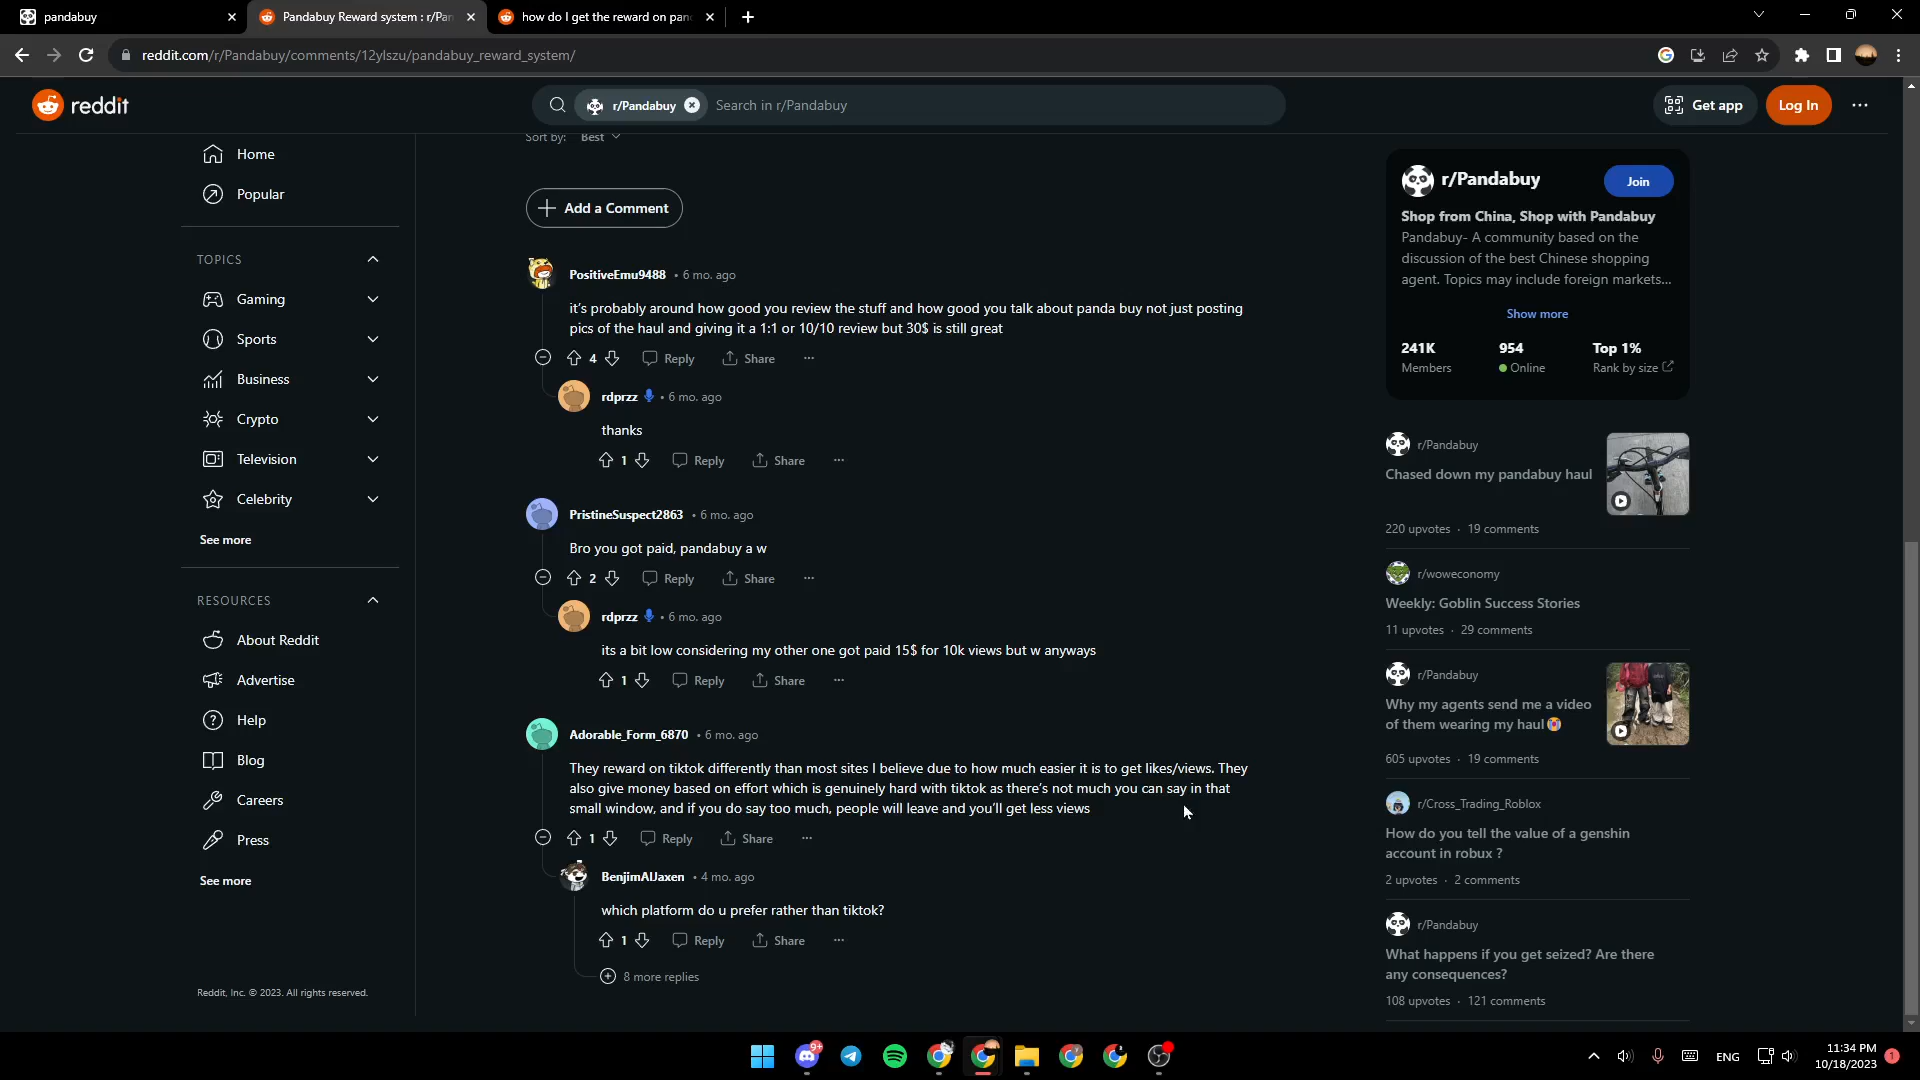 pandabuy
Pandabuy Reward system : r/Pan
how do I get the reward on pan
reddit.com/r/Pandabuy/comments/12ylszu/pandabuy_reward_system/
reddit
r/Pandabuy
Search in r/Pandabuy
Get app
Log In
Home
Popular
TOPICS
Gaming
Sports
Business
Crypto
Television
Celebrity
See more
RESOURCES
About Reddit
Advertise
Help
Blog
Careers
Press
See more
Reddit, Inc. © 2023. All rights reserved.
Sort by: Best
Add a Comment
PositiveEmu9488 • 6 mo. ago
it's probably around how good you review the stuff and how good you talk about panda buy not just posting
pics of the haul and giving it a 1:1 or 10/10 review but 30$ is still great
4 Reply Share
rdprzz • 6 mo. ago
thanks
1 Reply Share
PristineSuspect2863 • 6 mo. ago
Bro you got paid, pandabuy a w
2 Reply Share
rdprzz • 6 mo. ago
its a bit low considering my other one got paid 15$ for 10k views but w anyways
1 Reply Share
Adorable_Form_6870 • 6 mo. ago
They reward on tiktok differently than most sites I believe due to how much easier it is to get likes/views. They
also give money based on effort which is genuinely hard with tiktok as there's not much you can say in that
small window, and if you do say too much, people will leave and you'll get less views
1 Reply Share
BenjimAlJaxen • 4 mo. ago
which platform do u prefer rather than tiktok?
1 Reply Share
8 more replies
r/Pandabuy
Join
Shop from China, Shop with Pandabuy
Pandabuy- A community based on the
discussion of the best Chinese shopping
agent. Topics may include foreign markets...
Show more
241K 954 Top 1%
Members Online Rank by size
r/Pandabuy
Chased down my pandabuy haul
220 upvotes · 19 comments
r/woweconomy
Weekly: Goblin Success Stories
11 upvotes · 29 comments
r/Pandabuy
Why my agents send me a video
of them wearing my haul😭
605 upvotes · 19 comments
r/Cross_Trading_Roblox
How do you tell the value of a genshin
account in robux ?
2 upvotes · 2 comments
r/Pandabuy
What happens if you get seized? Are there
any consequences?
108 upvotes · 121 comments
9+
ENG
11:34 PM
10/18/2023
1